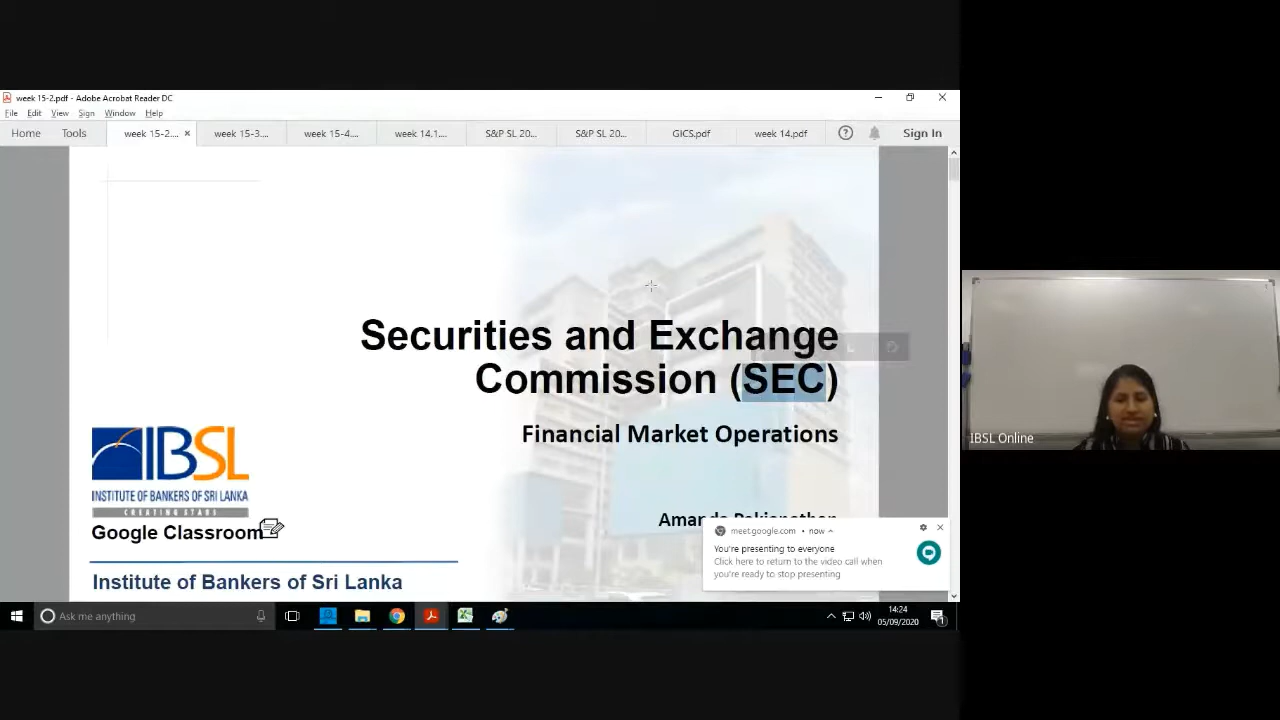 week 15-2.pdf - Adobe Acrobat Reader DC
File Edit View Sign Window Help
Home Tools week 15-2.... × week 15-3.... week 15-4.... week 14.1.... S&P SL 20... S&P SL 20... GICS.pdf week 14.pdf Sign In
Securities and Exchange
Commission (SEC)
Financial Market Operations
IBSL
INSTITUTE OF BANKERS OF SRI LANKA
CREATING STARS
Google Classroom
Institute of Bankers of Sri Lanka
meet.google.com • now
You're presenting to everyone
Click here to return to the video call when
you're ready to stop presenting
Ask me anything
14:24
05/09/2020
1
IBSL Online